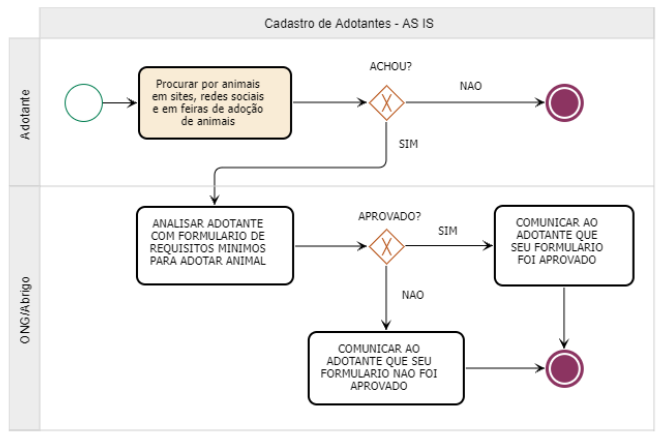 Cadastro de Adotantes - AS IS
Adotante
Procurar por animais
em sites, redes sociais
e em feiras de adoção
de animais
ACHOU?
NAO
SIM
ONG/Abrigo
ANALISAR ADOTANTE
COM FORMULARIO DE
REQUISITOS MINIMOS
PARA ADOTAR ANIMAL
APROVADO?
SIM
COMUNICAR AO
ADOTANTE QUE
SEU FORMULARIO
FOI APROVADO
NAO
COMUNICAR AO
ADOTANTE QUE SEU
FORMULARIO NAO FOI
APROVADO